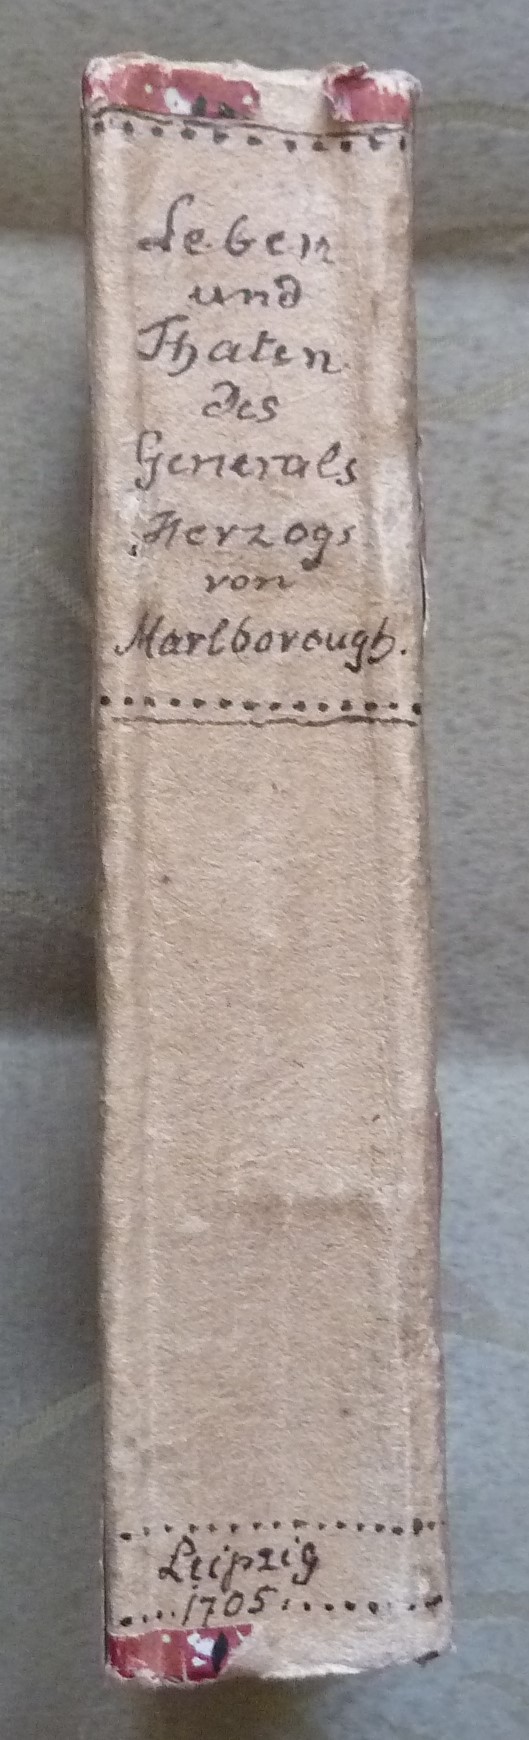 Leben
und
Thaten
des
Generals
Herzogs
von
Marlborough.
Leipzig
1705